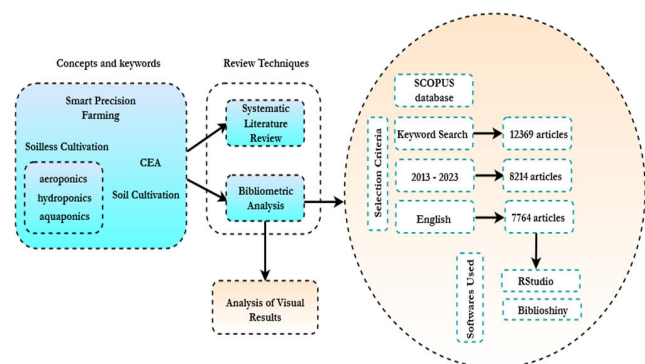 Concepts and keywords
Smart Precision
Farming
Soilless Cultivation
CEA
aeroponics
hydroponics
aquaponics
Soil Cultivation
Review Techniques
Systematic
Literature
Review
Bibliometric
Analysis
Analysis of Visual
Results
SCOPUS
database
Selection Criteria
Keyword Search
12369 articles
2013 - 2023
8214 articles
English
7764 articles
Softwares Used
RStudio
Biblioshiny